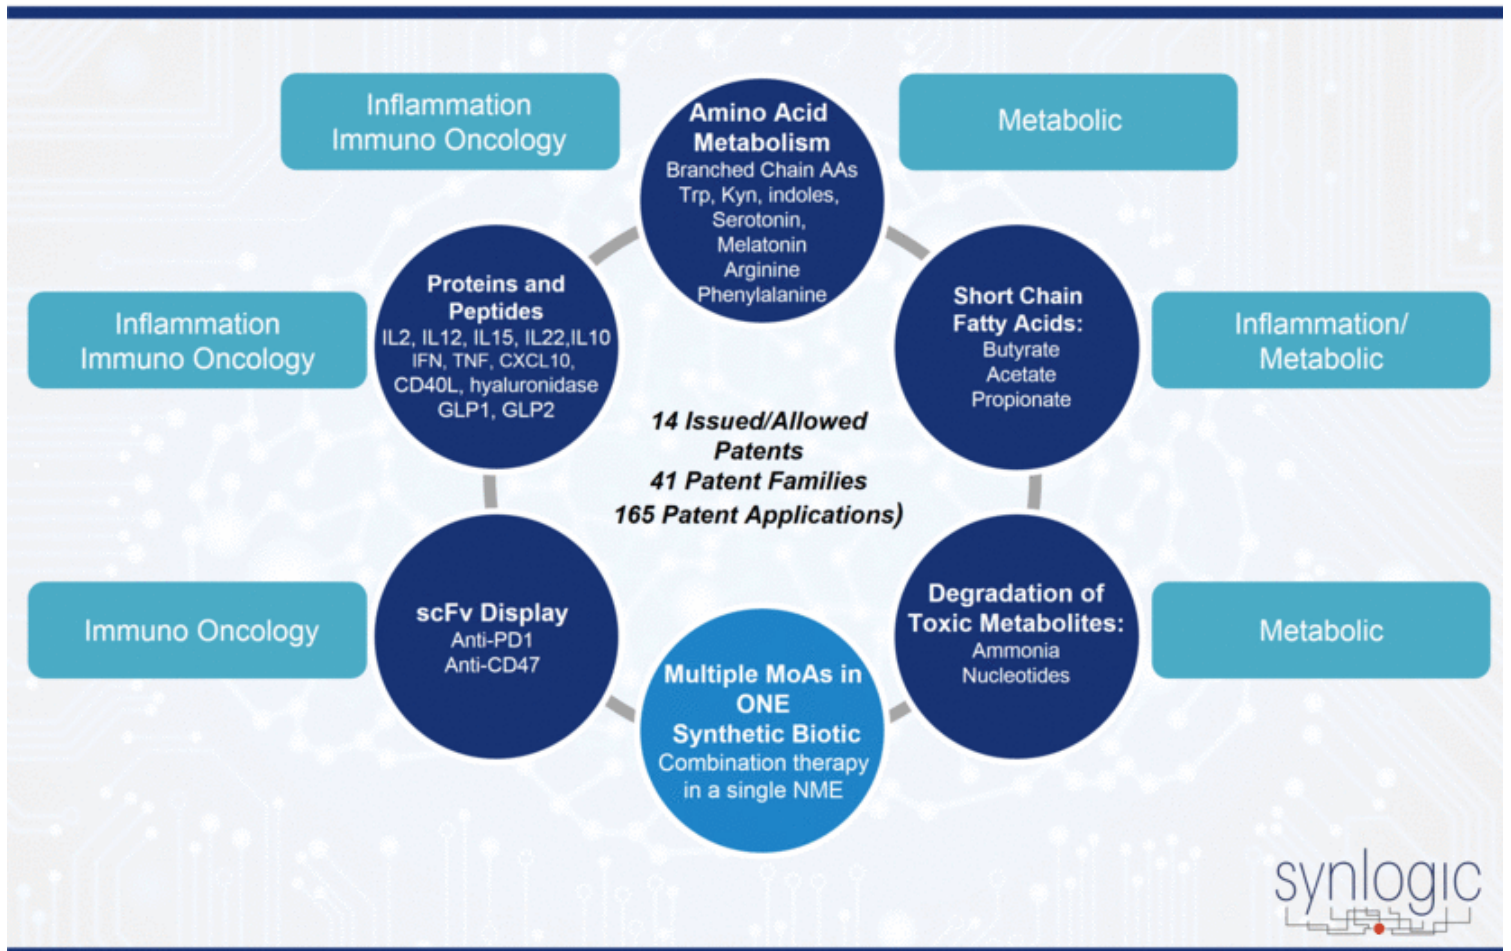 Inflammation
Immuno Oncology
Amino Acid
Metabolism
Branched Chain AAs
Trp, Kyn, indoles,
Serotonin,
Melatonin
Arginine
Phenylalanine
Metabolic
Inflammation
Immuno Oncology
Proteins and
Peptides
IL2, IL12, IL15, IL22,IL10
IFN, TNF, CXCL10,
CD40L, hyaluronidase
GLP1, GLP2
Short Chain
Fatty Acids:
Butyrate
Acetate
Propionate
Inflammation/
Metabolic
14 Issued/Allowed
Patents
41 Patent Families
165 Patent Applications)
Immuno Oncology
scFv Display
Anti-PD1
Anti-CD47
Multiple MoAs in
ONE
Synthetic Biotic
Combination therapy
in a single NME
Degradation of
Toxic Metabolites:
Ammonia
Nucleotides
Metabolic
synlogic